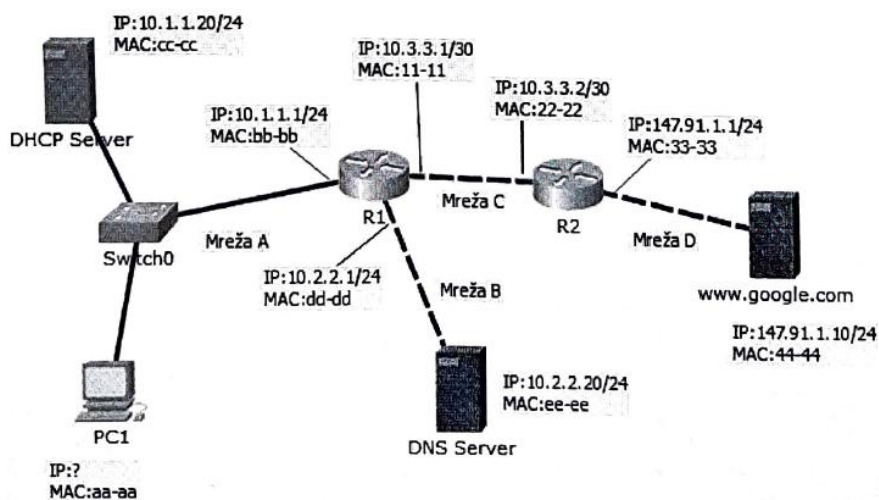 IP:10.1.1.20/24
MAC:cc-cc
DHCP Server
IP:10.1.1.1/24
MAC:bb-bb
IP:10.3.3.1/30
MAC:11-11
IP:10.3.3.2/30
MAC:22-22
IP:147.91.1.1/24
MAC:33-33
R1
Mreža C
R2
Mreža A
Switch0
Mreža D
IP:10.2.2.1/24
MAC:dd-dd
Mreža B
www.google.com
IP:147.91.1.10/24
MAC:44-44
IP:10.2.2.20/24
MAC:ee-ee
DNS Server
PC1
IP:?
MAC:aa-aa